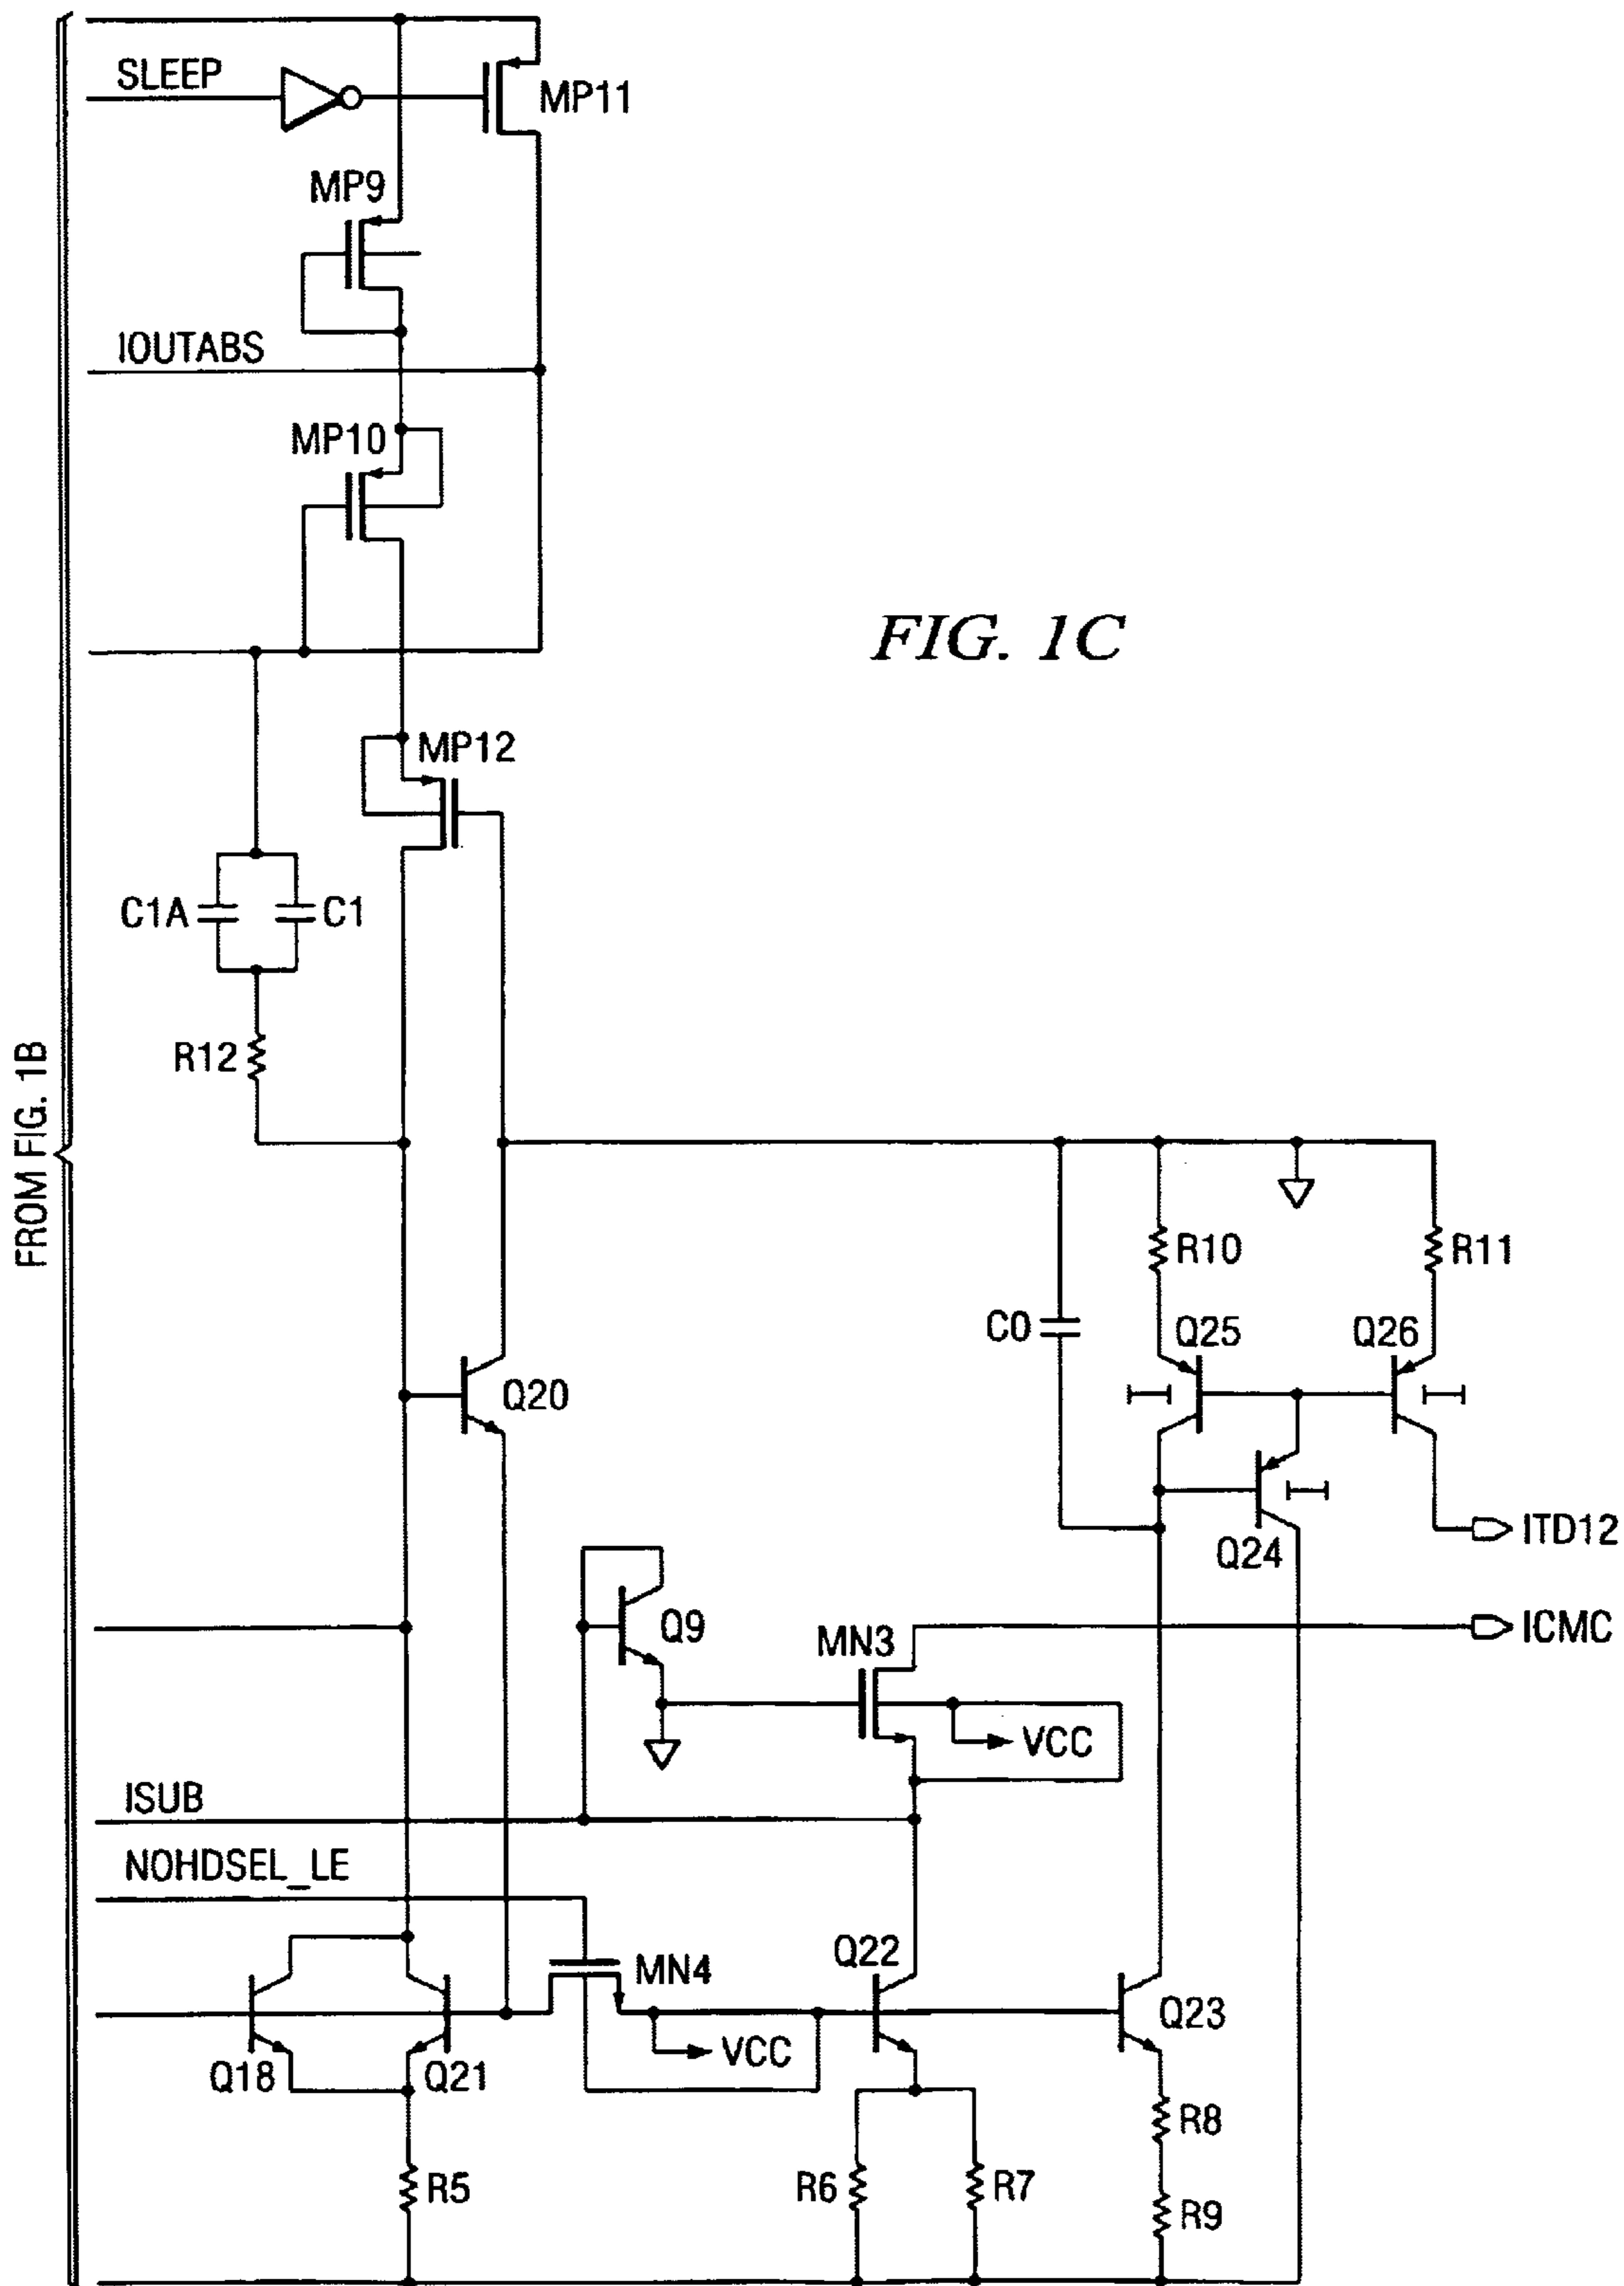 SLEEP
MP11
MP9
IOUTABS
MP10
FIG. 1C
MP12
C1A
C1
R12
FROM FIG. 1B
R10
R11
C0
Q25
Q26
Q20
Q24
ITD12
Q9
MN3
ICMC
VCC
ISUB
NOHDSEL_LE
Q22
MN4
Q23
Q18
Q21
VCC
R8
R5
R6
R7
R9